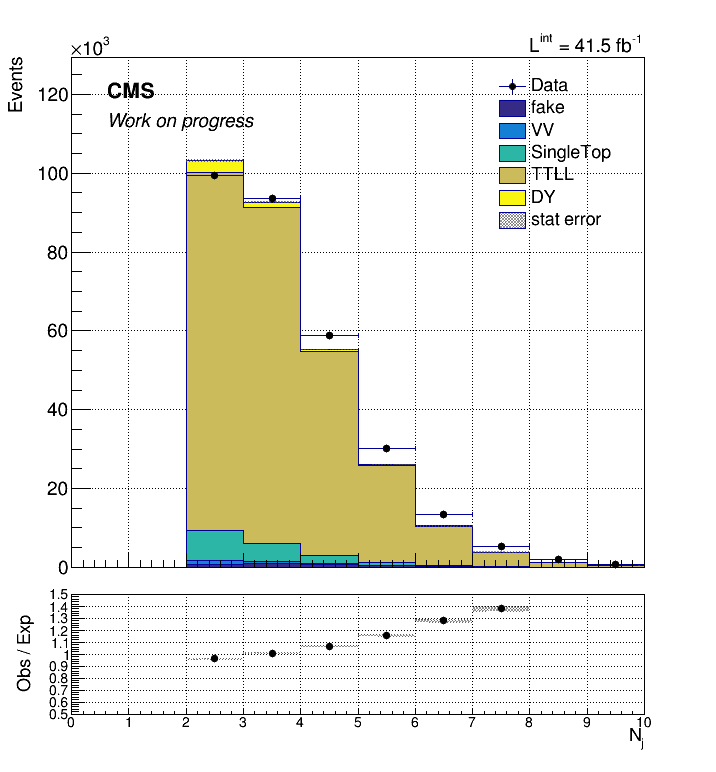 ×10³
L^int = 41.5 fb⁻¹
Events
CMS
Work on progress
Data
fake
VV
SingleTop
TTLL
DY
stat error
120
100
80
60
40
20
0
Obs / Exp
1.5
1.4
1.3
1.2
1.1
1
0.9
0.8
0.7
0.6
0.5
0 1 2 3 4 5 6 7 8 9 10
N_j